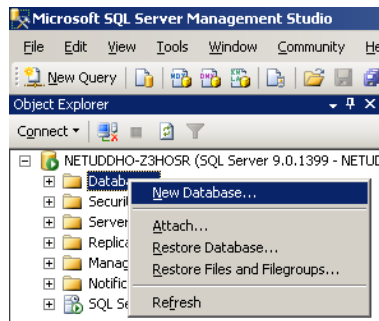 Microsoft SQL Server Management Studio
File Edit View Tools Window Community He
New Query
Object Explorer
Connect
NETUDDHO-Z3HOSR (SQL Server 9.0.1399 - NETUD
Datab
New Database...
Securi
Server
Attach...
Replica
Restore Database...
Manag
Restore Files and Filegroups...
Notific
SQL Se
Refresh